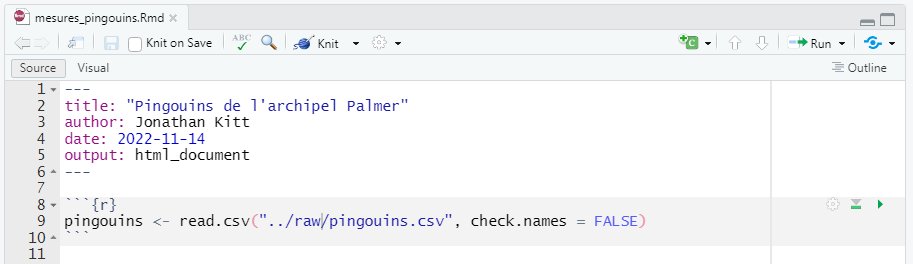 mesures_pingouins.Rmd
Knit on Save ABC Knit Run
Source Visual Outline
1 ---
2 title: "Pingouins de l'archipel Palmer"
3 author: Jonathan Kitt
4 date: 2022-11-14
5 output: html_document
6 ---
7
8 ```{r}
9 pingouins <- read.csv("../raw/pingouins.csv", check.names = FALSE)
10 ```
11